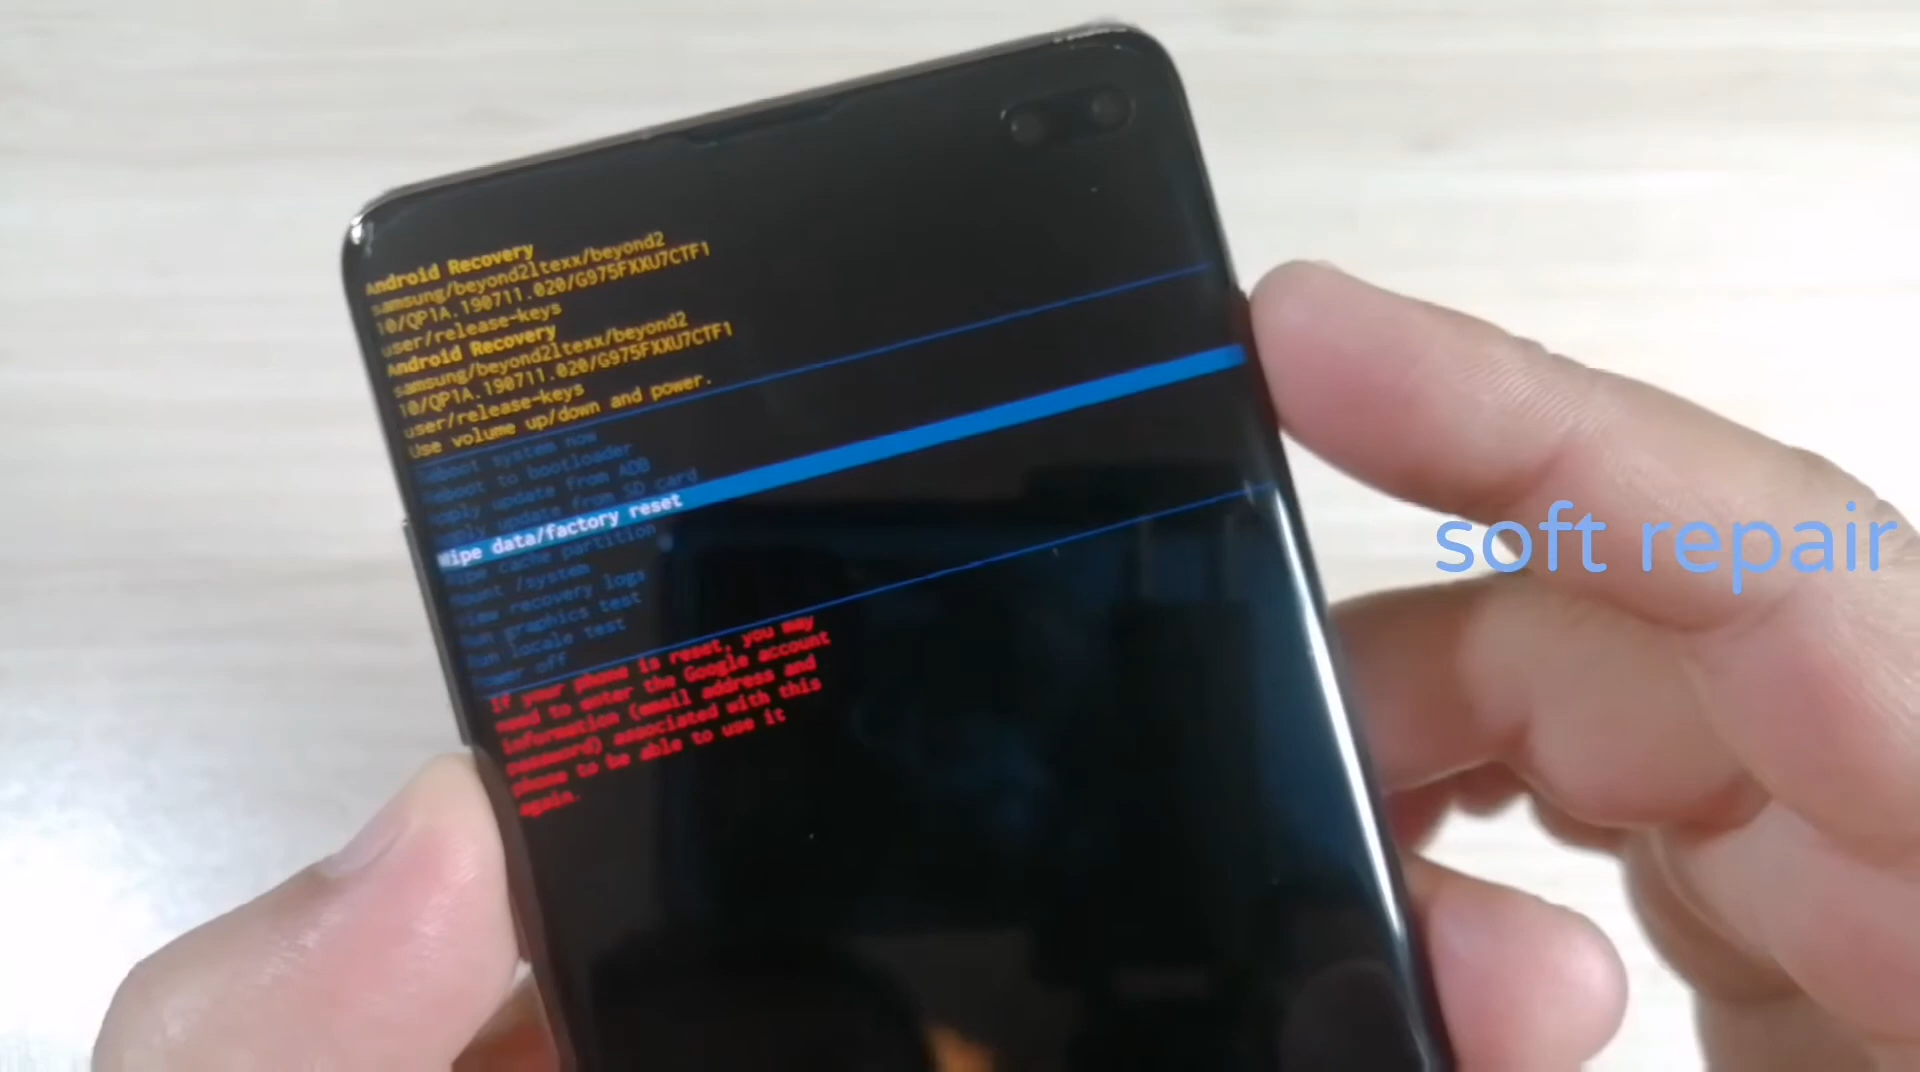 Android Recovery
samsung/beyond2ltexx/beyond2
10/QP1A.190711.020/G975FXXU7CTF1
user/release-keys
Android Recovery
samsung/beyond2ltexx/beyond2
10/QP1A.190711.020/G975FXXU7CTF1
user/release-keys
Use volume up/down and power.
Reboot system now
Reboot to bootloader
Apply update from ADB
Apply update from SD card
Wipe data/factory reset
Wipe cache partition
Mount /system
View recovery logs
Run graphics test
Run locale test
Power off
If your phone is reset, you may
need to enter the Google account
information (email address and
password) associated with this
phone to be able to use it
again.
soft repair